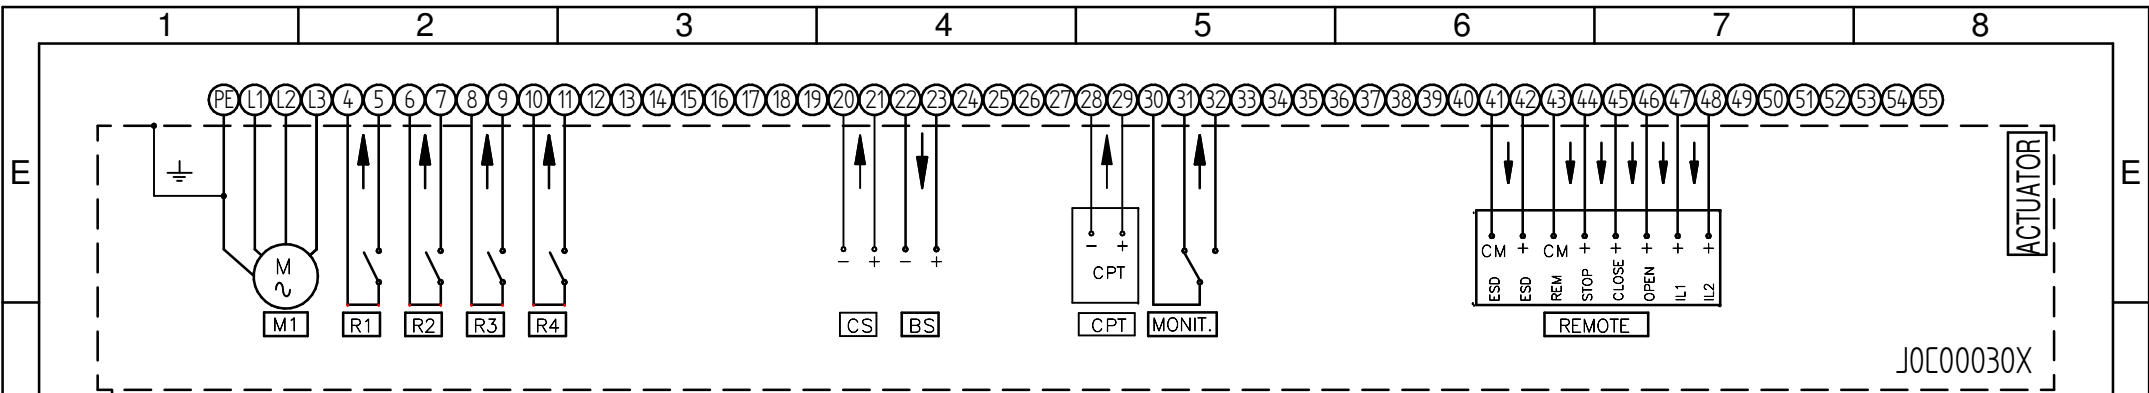 1 2 3 4 5 6 7 8
PE L1 L2 L3 4 5 6 7 8 9 10 11 12 13 14 15 16 17 18 19 20 21 22 23 24 25 26 27 28 29 30 31 32 33 34 35 36 37 38 39 40 41 42 43 44 45 46 47 48 49 50 51 52 53 54 55
E E
ACTUATOR
- + - + - + CM + CM + + + + +
M
CPT
ESD ESD REM STOP CLOSE OPEN IL1 IL2
M1 R1 R2 R3 R4 CS BS CPT MONIT. REMOTE
J0C00030X